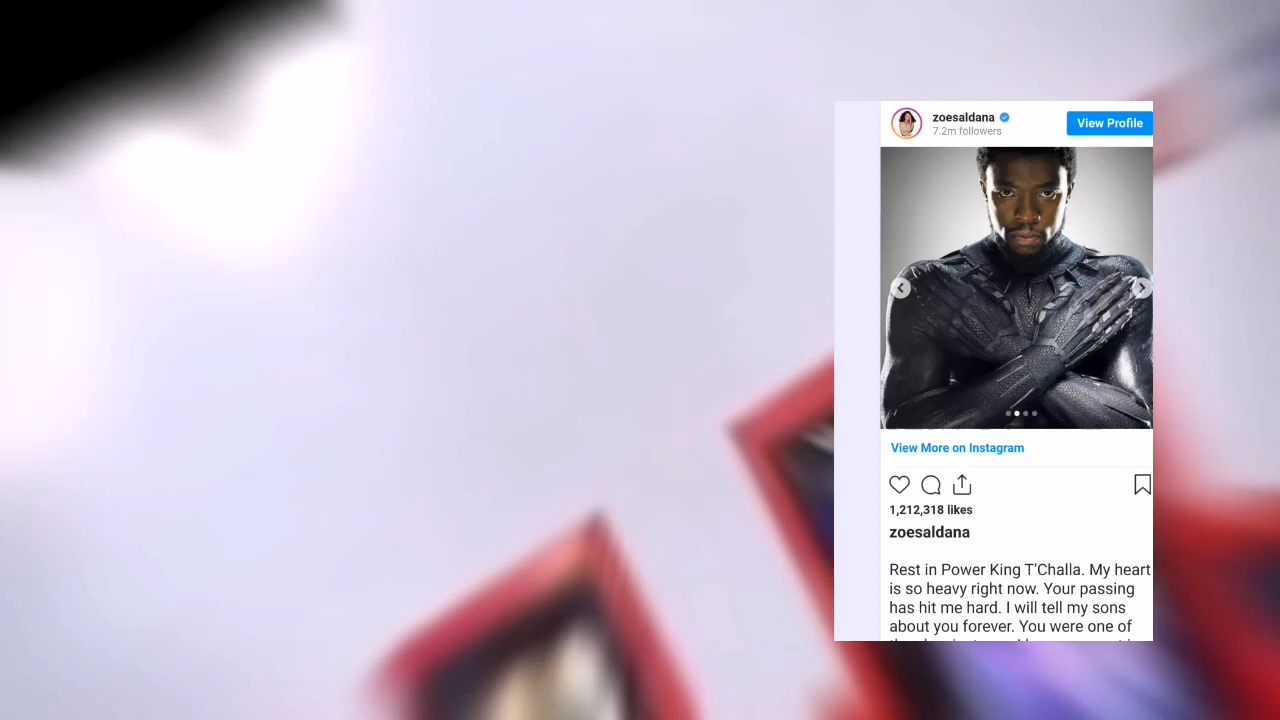 zoesaldana
7.2m followers
View Profile
View More on Instagram
1,212,318 likes
zoesaldana
Rest in Power King T'Challa. My heart
is so heavy right now. Your passing
has hit me hard. I will tell my sons
about you forever. You were one of